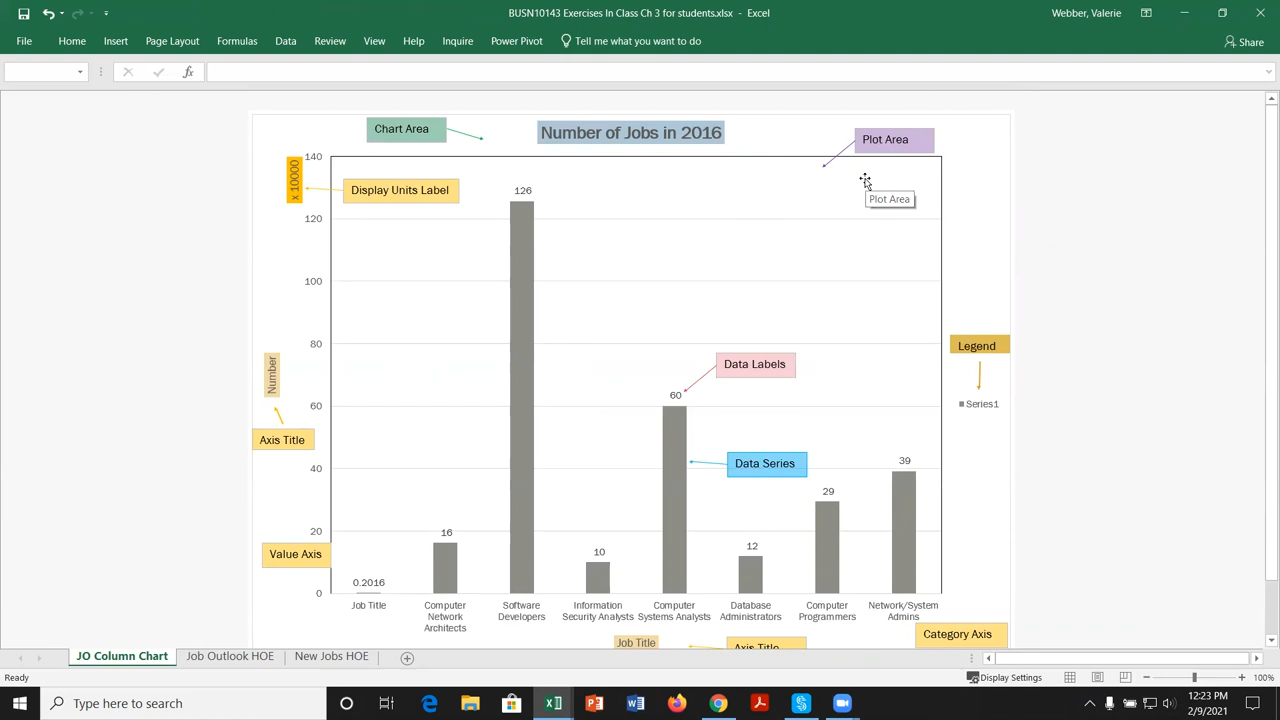 BUSN10143 Exercises In Class Ch 3 for students.xlsx - Excel
Webber, Valerie
File Home Insert Page Layout Formulas Data Review View Help Inquire Power Pivot Tell me what you want to do Share
fx
Chart Area
Number of Jobs in 2016
Plot Area
x 10000
140
Display Units Label
126
Plot Area
120
100
80
Legend
Data Labels
Number
60
60
Series1
Axis Title
Data Series
39
40
29
20
16
Value Axis
10
12
0.2016
0
Job Title
Computer Network Architects
Software Developers
Information Security Analysts
Computer Systems Analysts
Database Administrators
Computer Programmers
Network/System Admins
Category Axis
Job Title
Axis Title
JO Column Chart Job Outlook HOE New Jobs HOE
Ready
Display Settings
100%
Type here to search
12:23 PM
2/9/2021